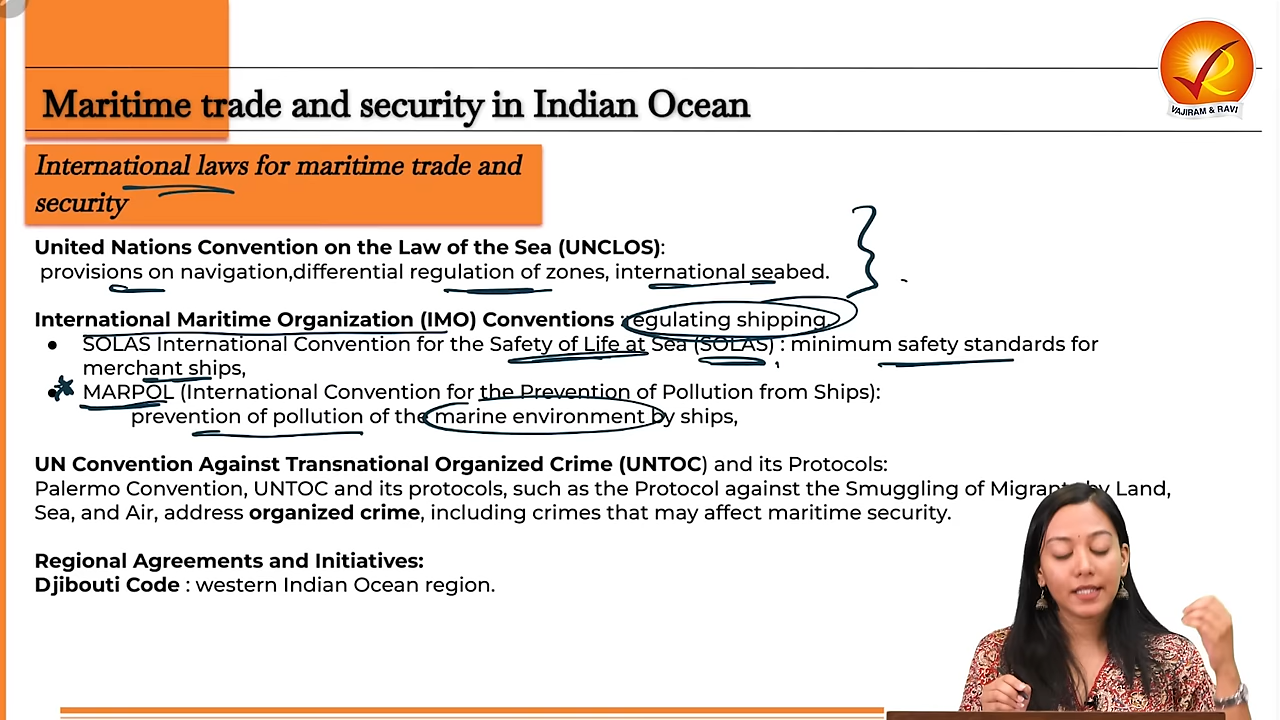 Maritime trade and security in Indian Ocean
VAJIRAM & RAVI
International laws for maritime trade and
security
United Nations Convention on the Law of the Sea (UNCLOS):
provisions on navigation,differential regulation of zones, international seabed.
International Maritime Organization (IMO) Conventions : regulating shipping,
● SOLAS International Convention for the Safety of Life at Sea (SOLAS) : minimum safety standards for
merchant ships,
● MARPOL (International Convention for the Prevention of Pollution from Ships):
prevention of pollution of the marine environment by ships,
UN Convention Against Transnational Organized Crime (UNTOC) and its Protocols:
Palermo Convention, UNTOC and its protocols, such as the Protocol against the Smuggling of Migrants by Land,
Sea, and Air, address organized crime, including crimes that may affect maritime security.
Regional Agreements and Initiatives:
Djibouti Code : western Indian Ocean region.